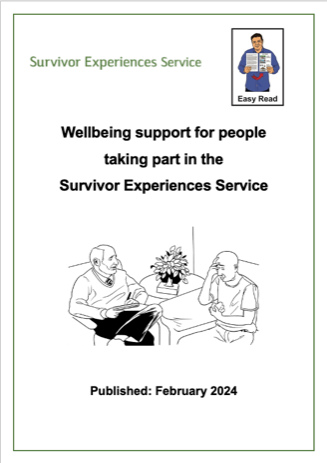 Survivor Experiences Service
Easy Read
Wellbeing support for people
taking part in the
Survivor Experiences Service
Published: February 2024